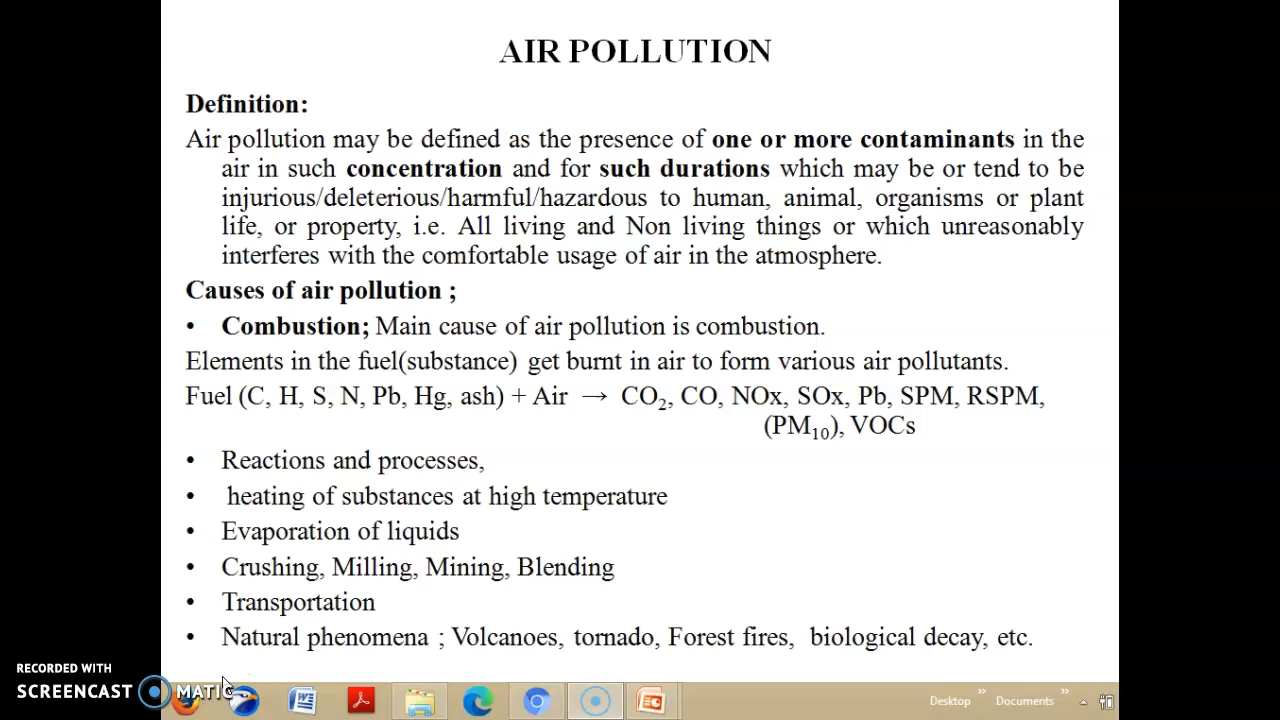 AIR POLLUTION
Definition:
Air pollution may be defined as the presence of one or more contaminants in the
air in such concentration and for such durations which may be or tend to be
injurious/deleterious/harmful/hazardous to human, animal, organisms or plant
life, or property, i.e. All living and Non living things or which unreasonably
interferes with the comfortable usage of air in the atmosphere.
Causes of air pollution ;
• Combustion; Main cause of air pollution is combustion.
Elements in the fuel(substance) get burnt in air to form various air pollutants.
Fuel (C, H, S, N, Pb, Hg, ash) + Air → CO₂, CO, NOx, SOx, Pb, SPM, RSPM,
(PM₁₀), VOCs
• Reactions and processes,
• heating of substances at high temperature
• Evaporation of liquids
• Crushing, Milling, Mining, Blending
• Transportation
• Natural phenomena ; Volcanoes, tornado, Forest fires, biological decay, etc.
RECORDED WITH
SCREENCAST MATIC
Desktop » Documents »